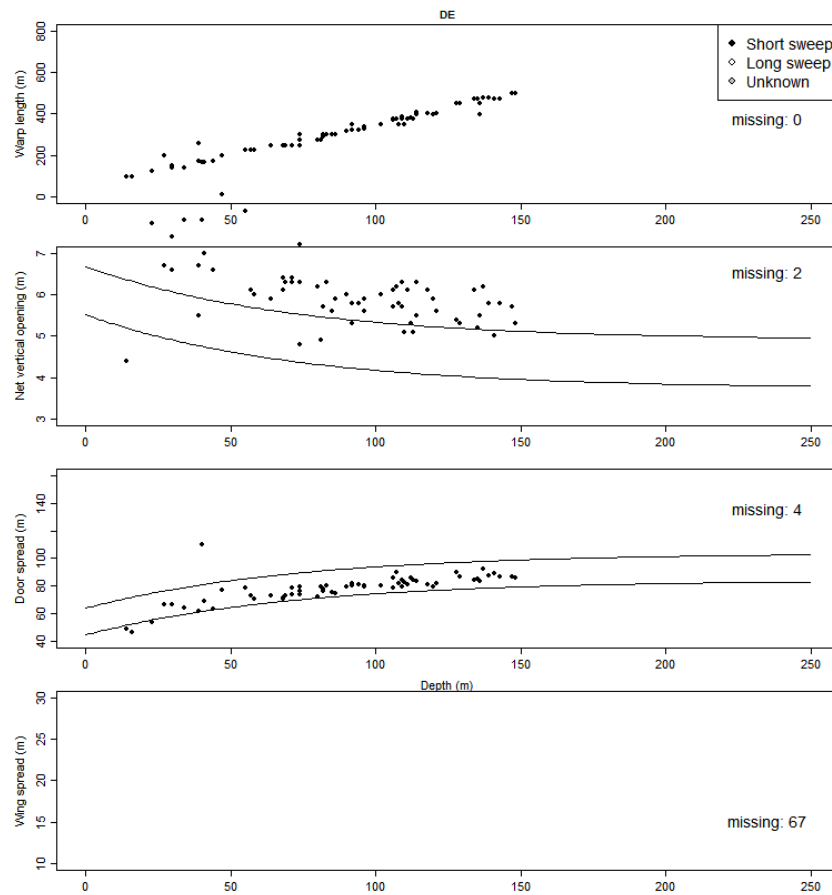 DE
Short sweep
Long sweep
Unknown
missing: 0
Warp length (m)
0 200 400 600 800
0 50 100 150 200 250
missing: 2
Net vertical opening (m)
3 4 5 6 7
0 50 100 150 200 250
missing: 4
Door spread (m)
40 60 80 100 140
0 50 100 150 200 250
Depth (m)
missing: 67
Wing spread (m)
10 15 20 25 30
0 50 100 150 200 250